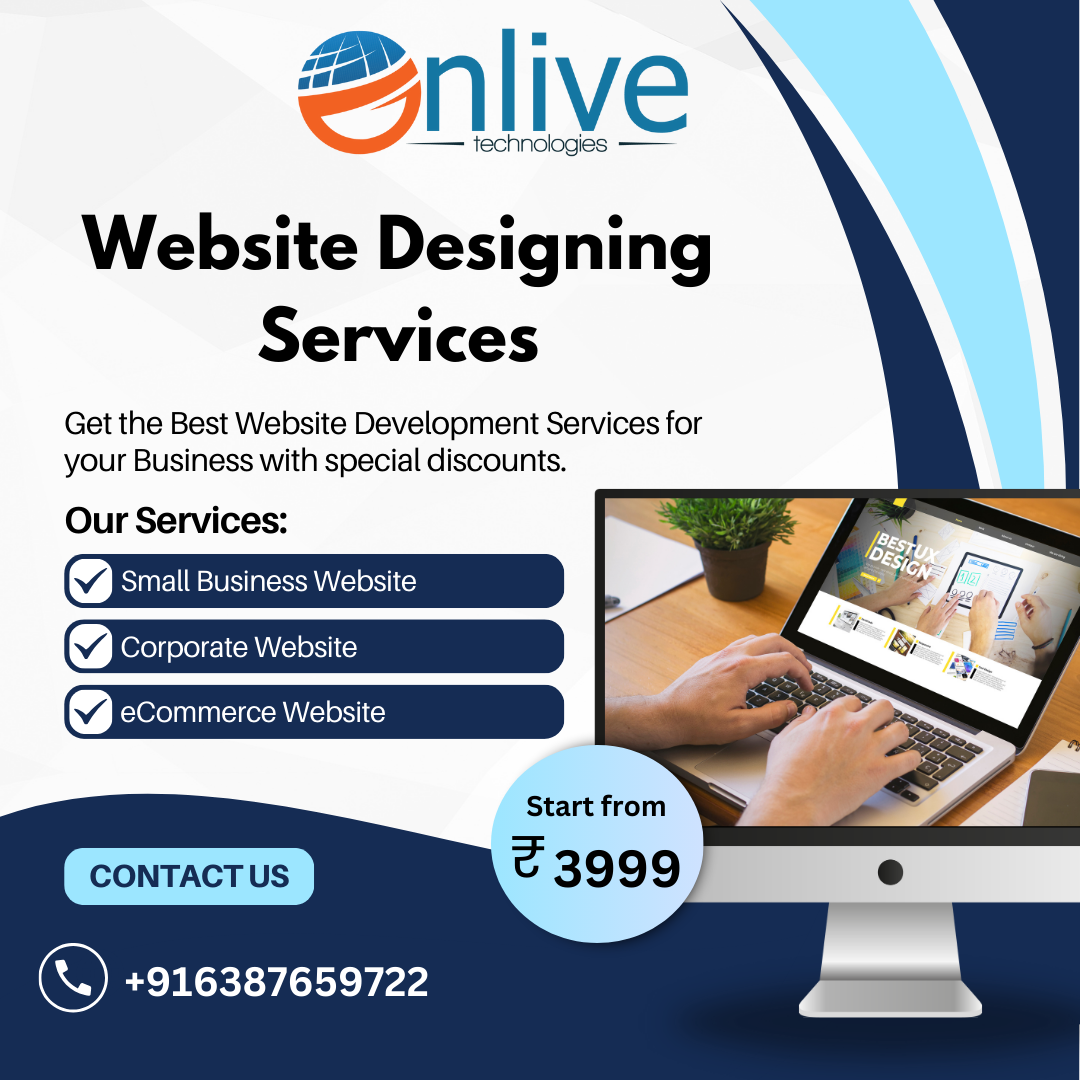 Onlive
technologies
Website Designing
Services
Get the Best Website Development Services for
your Business with special discounts.
Our Services:
Small Business Website
Corporate Website
eCommerce Website
BEST UX
DESIGN
Start from
₹ 3999
CONTACT US
+916387659722